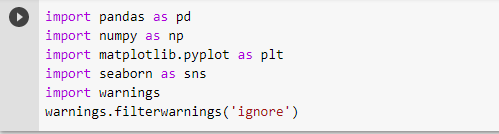 import pandas as pd
import numpy as np
import matplotlib.pyplot as plt
import seaborn as sns
import warnings
warnings.filterwarnings('ignore')